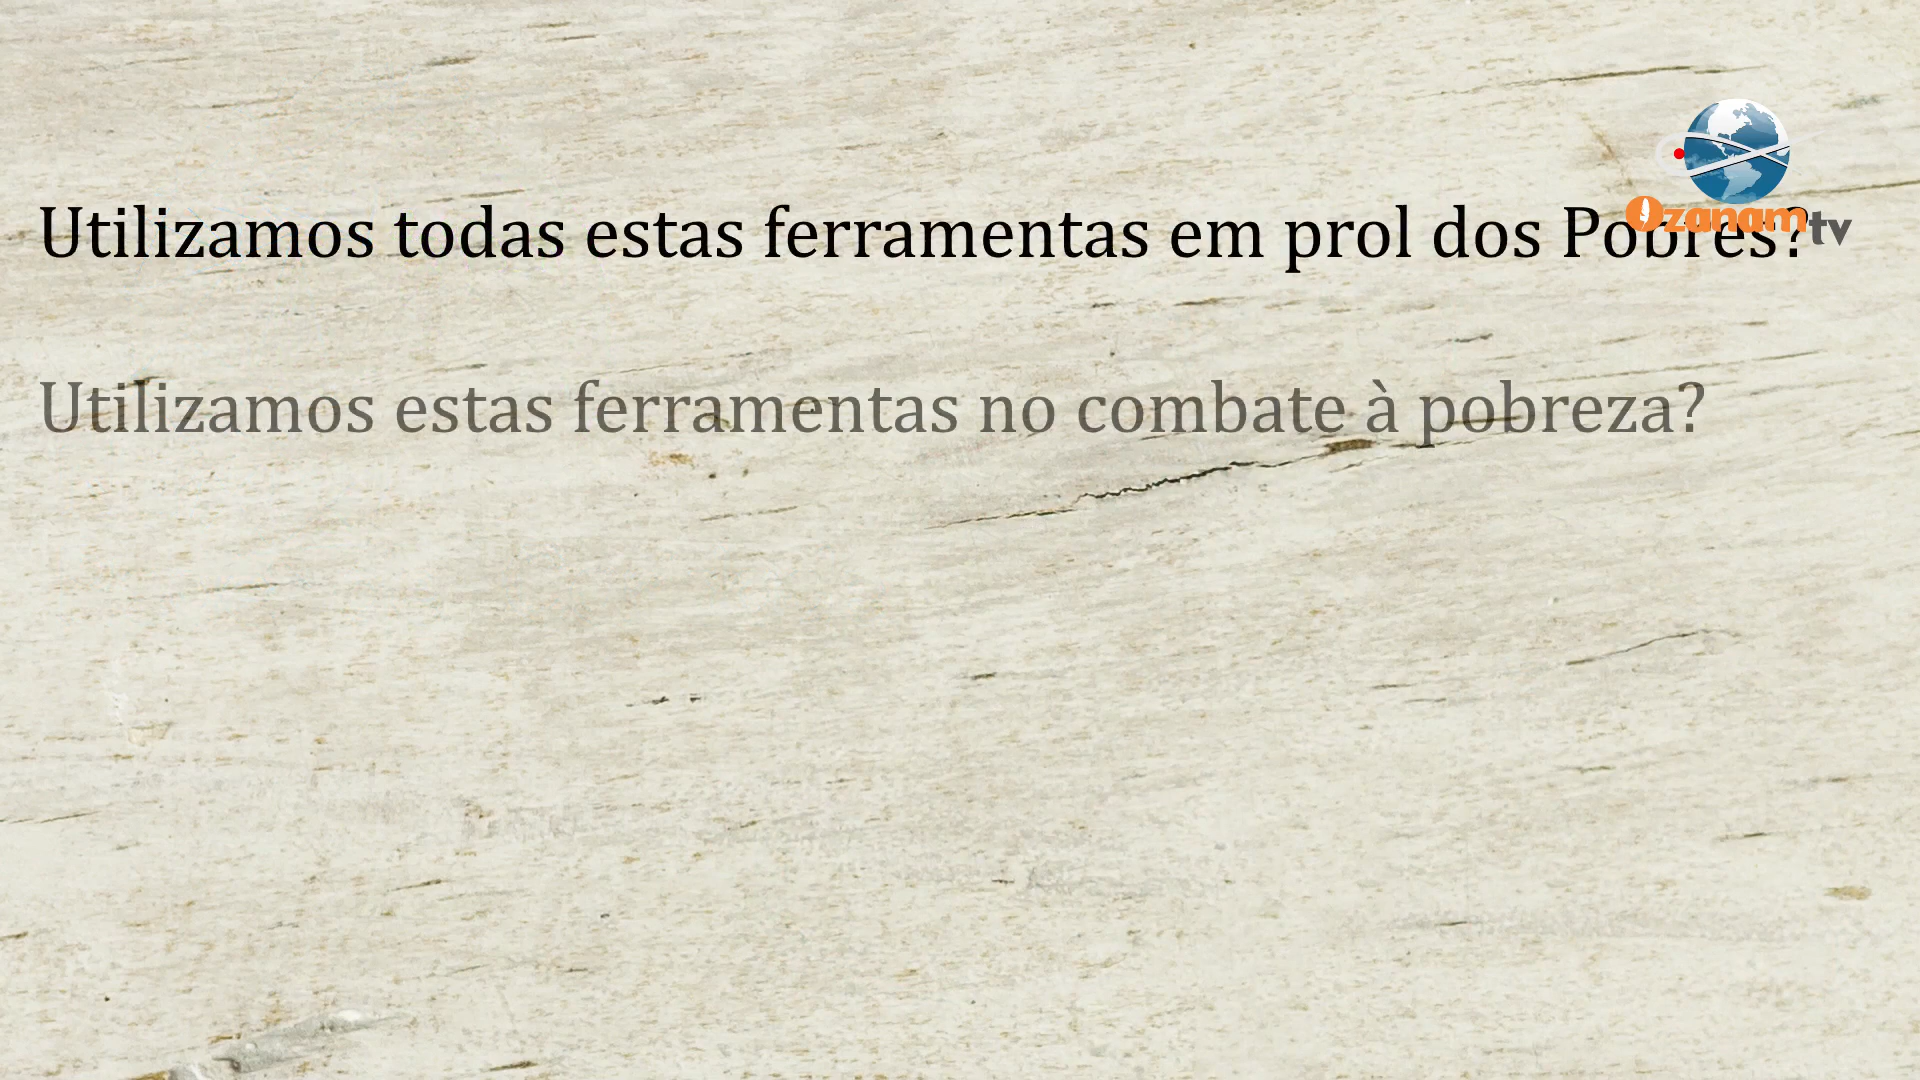 Utilizamos todas estas ferramentas em prol dos Pobres?
Ozanam tv
Utilizamos estas ferramentas no combate à pobreza?